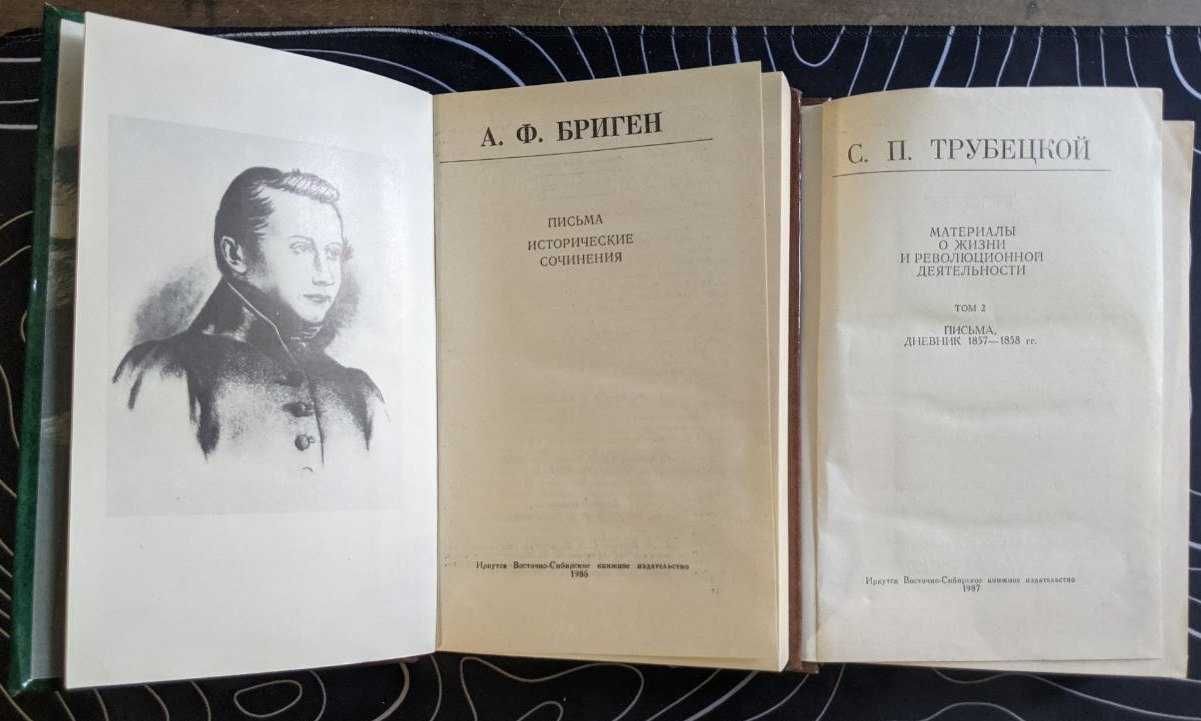 А. Ф. БРИГЕН
ПИСЬМА
ИСТОРИЧЕСКИЕ
СОЧИНЕНИЯ
Иркутск Восточно-Сибирское книжное издательство
1986
С. П. ТРУБЕЦКОЙ
МАТЕРИАЛЫ
О ЖИЗНИ
И РЕВОЛЮЦИОННОЙ
ДЕЯТЕЛЬНОСТИ
ТОМ 2
ПИСЬМА,
ДНЕВНИК 1857—1858 гг.
Иркутск Восточно-Сибирское книжное издательство
1987